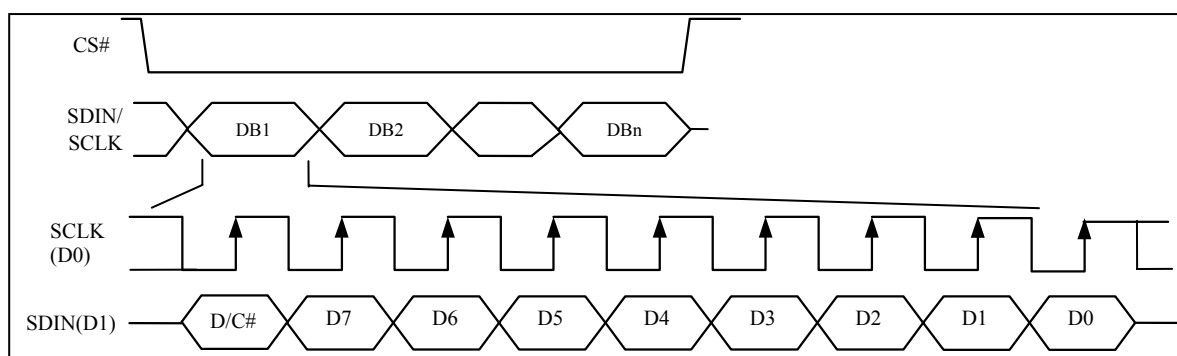 CS#
SDIN/
SCLK
DB1 DB2 DBn
SCLK
(D0)
SDIN(D1) D/C# D7 D6 D5 D4 D3 D2 D1 D0